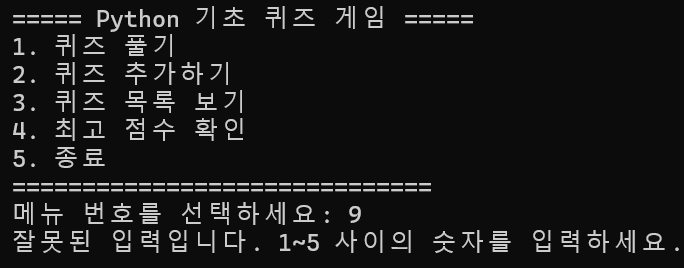 ===== Python 기초 퀴즈 게임 =====
1. 퀴즈 풀기
2. 퀴즈 추가하기
3. 퀴즈 목록 보기
4. 최고 점수 확인
5. 종료
==============================
메뉴 번호를 선택하세요: 9
잘못된 입력입니다. 1~5 사이의 숫자를 입력하세요.